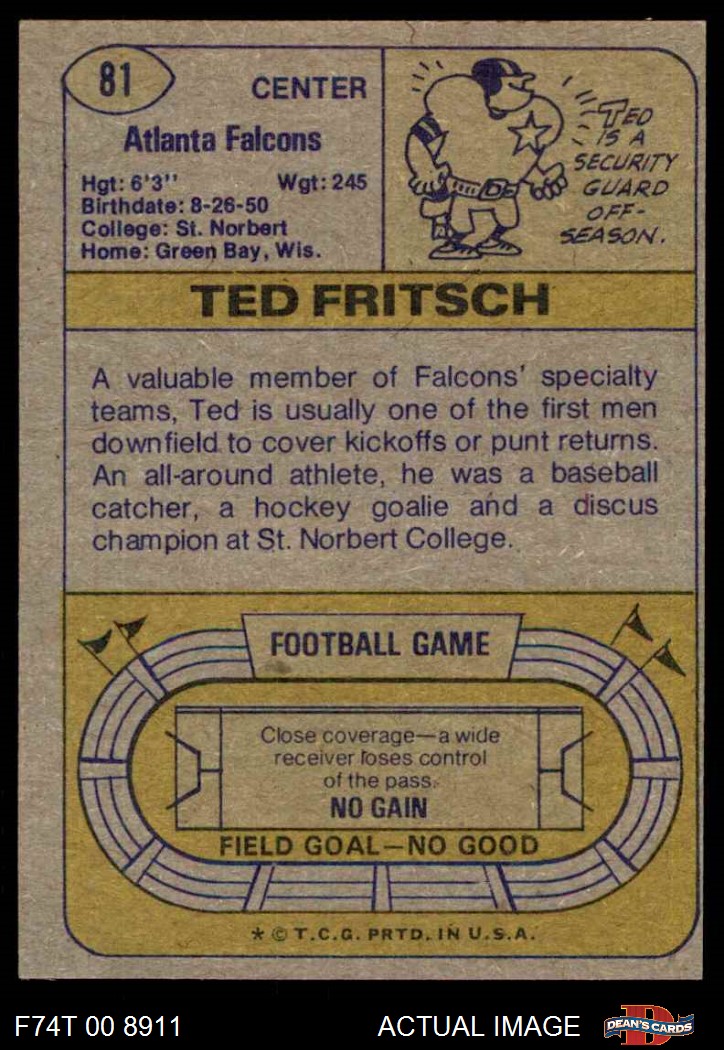 81
CENTER
Atlanta Falcons
Hgt: 6'3" Wgt: 245
Birthdate: 8-26-50
College: St. Norbert
Home: Green Bay, Wis.
TED
IS A
SECURITY
GUARD
OFF-
SEASON.
TED FRITSCH
A valuable member of Falcons' specialty
teams, Ted is usually one of the first men
downfield to cover kickoffs or punt returns.
An all-around athlete, he was a baseball
catcher, a hockey goalie and a discus
champion at St. Norbert College.
FOOTBALL GAME
Close coverage—a wide
receiver loses control
of the pass.
NO GAIN
FIELD GOAL—NO GOOD
* © T.C.G. PRTD. IN U.S.A.
F74T 00 8911 ACTUAL IMAGE
D
DEAN'S CARDS